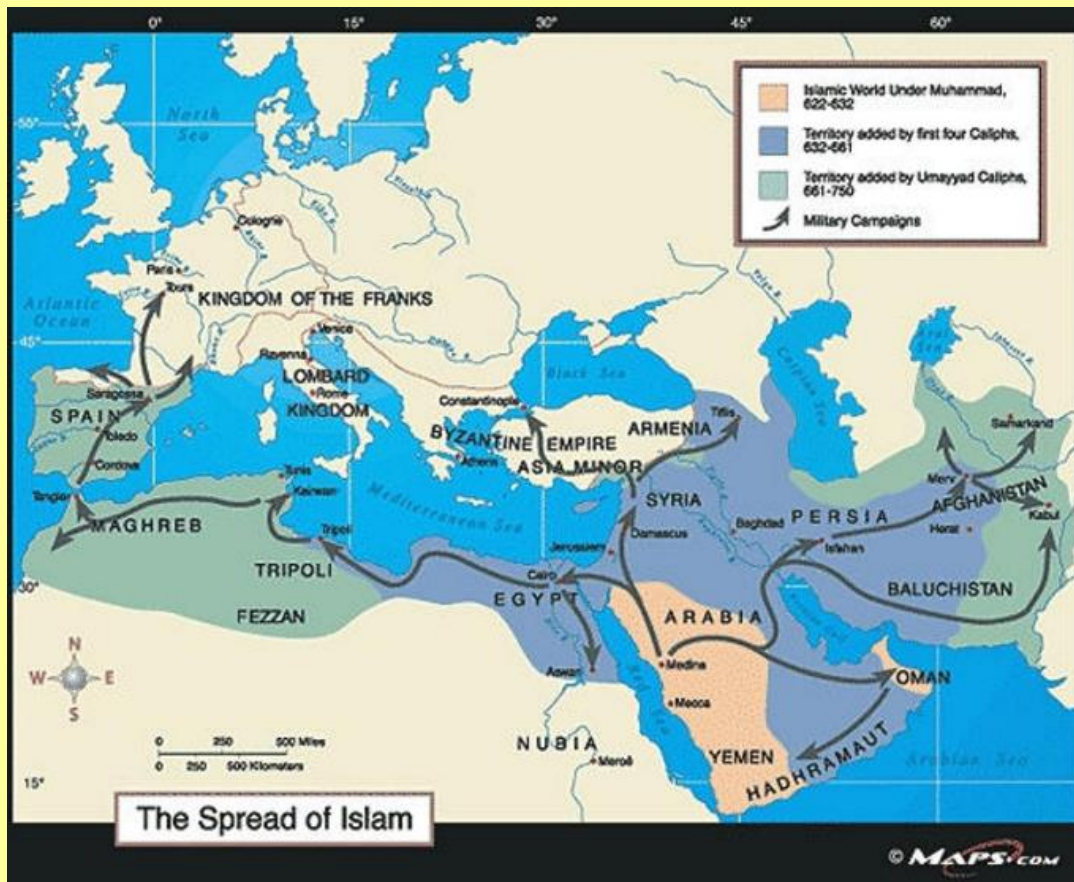 0°
15°
30°
45°
60°
Islamic World Under Muhammad,
622-632
Territory added by first four Caliphs,
632-661
Territory added by Umayyad Caliphs,
661-750
Military Campaigns
North
Sea
55°
Cologne
Paris
Tours
Atlantic
Ocean
KINGDOM OF THE FRANKS
45°
Venice
Ravenna
LOMBARD
Rome
KINGDOM
Black Sea
Caspian Sea
Aral
Sea
Saragossa
SPAIN
Toledo
Cordova
Tangier
Constantinople
BYZANTINE EMPIRE
Athens
ASIA MINOR
ARMENIA
Tiflis
Samarkand
Merv
AFGHANISTAN
Kabul
Herat
Tunis
Kairwan
Mediterranean Sea
SYRIA
Damascus
Baghdad
PERSIA
Isfahan
MAGHREB
Tripoli
Jerusalem
TRIPOLI
30°
FEZZAN
Cairo
EGYPT
ARABIA
BALUCHISTAN
Persian Gulf
Medina
Mecca
Aswan
Red Sea
OMAN
N
W E
S
0 250 500 Miles
0 250 500 Kilometers
NUBIA
Meroë
YEMEN
HADHRAMAUT
Arabian Sea
15°
The Spread of Islam
© MAPS.COM